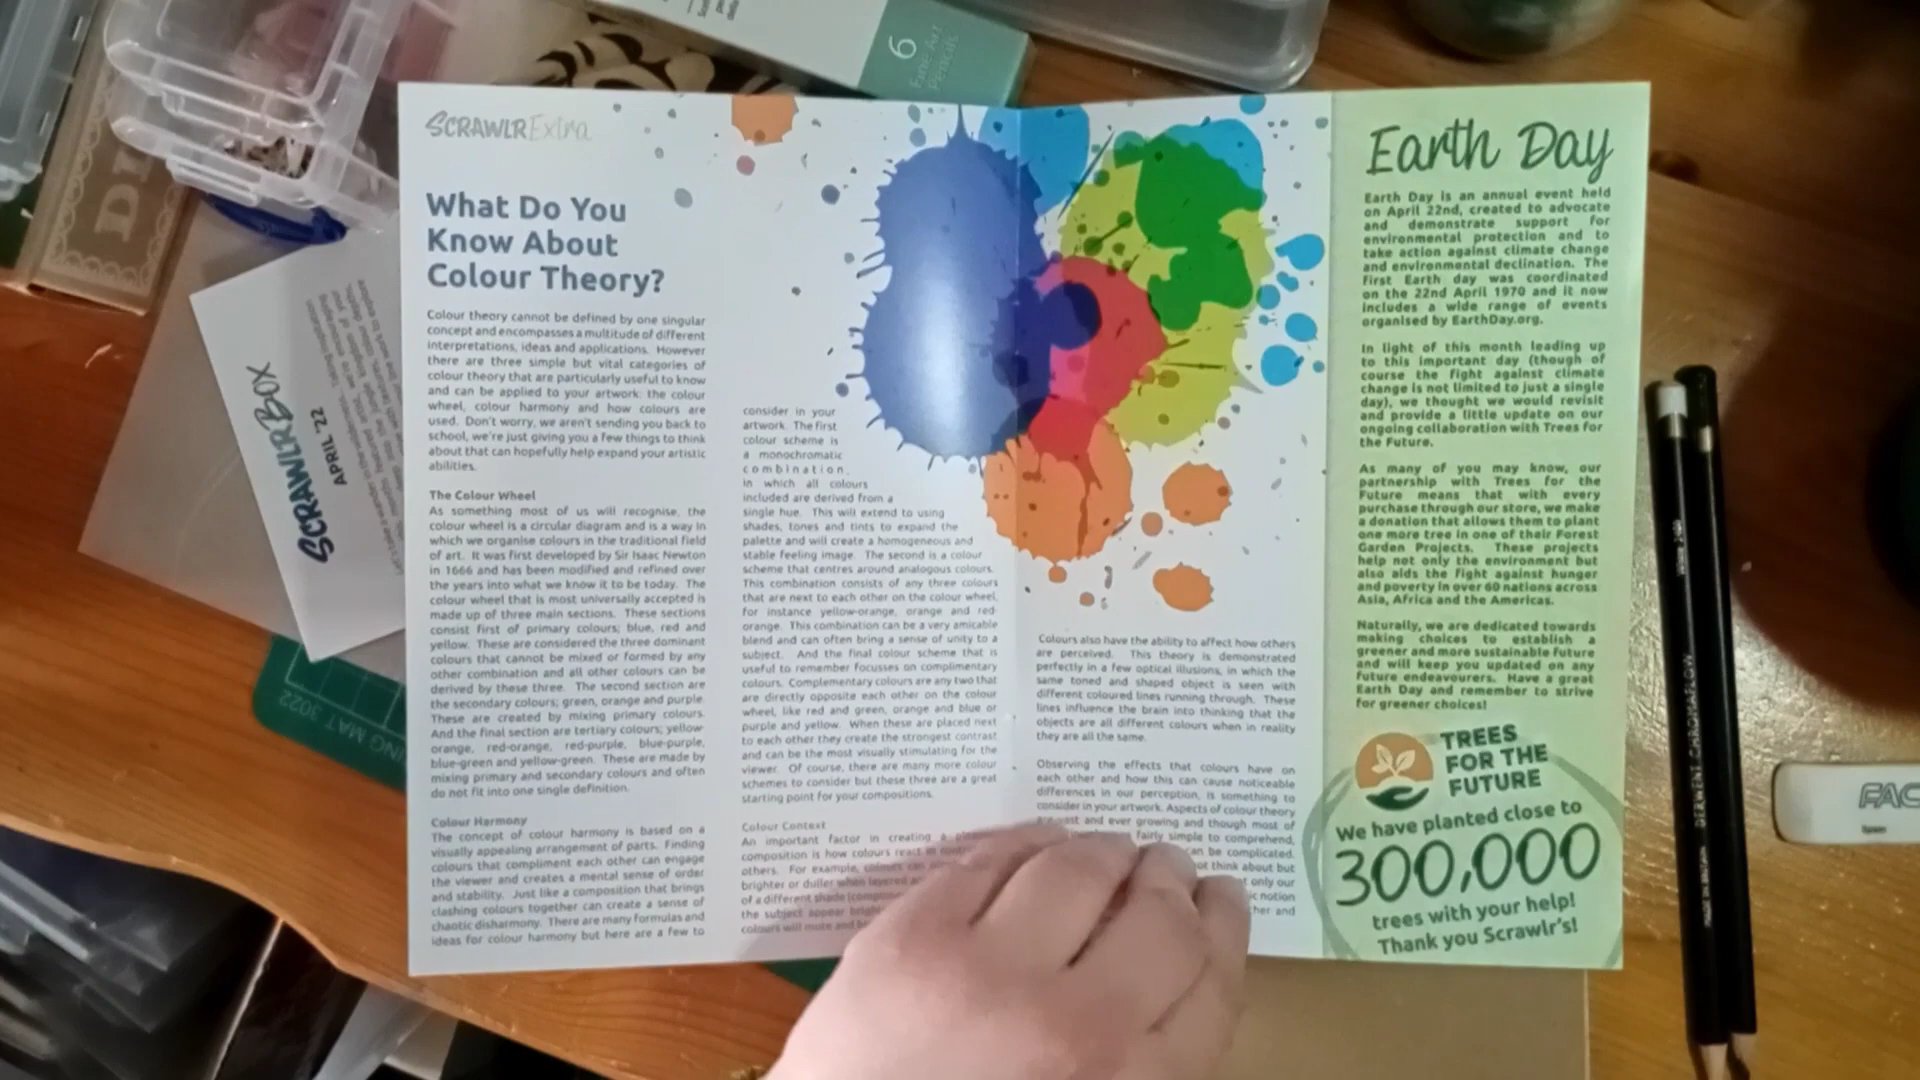 6
Fine Art
Pencils
SCRAWLRBOX
APRIL '22
SCRAWLR Extra
What Do You
Know About
Colour Theory?
Colour theory cannot be defined by one singular
concept and encompasses a multitude of different
interpretations, ideas and applications. However
there are three simple but vital categories of
colour theory that are particularly useful to know
and can be applied to your artwork: the colour
wheel, colour harmony and how colours are
used. Don't worry, we aren't sending you back to
school, we're just giving you a few things to think
about that can hopefully help expand your artistic
abilities.
The Colour Wheel
As something most of us will recognise, the
colour wheel is a circular diagram and is a way in
which we organise colours in the traditional field
of art. It was first developed by Sir Isaac Newton
in 1666 and has been modified and refined over
the years into what we know it to be today. The
colour wheel that is most universally accepted is
made up of three main sections. These sections
consist first of primary colours; blue, red and
yellow. These are considered the three dominant
colours that cannot be mixed or formed by any
other combination and all other colours can be
derived by these three. The second section are
the secondary colours; green, orange and purple.
These are created by mixing primary colours.
And the final section are tertiary colours; yellow-
orange, red-orange, red-purple, blue-purple,
blue-green and yellow-green. These are made by
mixing primary and secondary colours and often
do not fit into one single definition.
Colour Harmony
The concept of colour harmony is based on a
visually appealing arrangement of parts. Finding
colours that compliment each other can engage
the viewer and creates a mental sense of order
and stability. Just like a composition that brings
clashing colours together can create a sense of
chaotic disharmony. There are many formulas and
ideas for colour harmony but here are a few to
consider in your
artwork. The first
colour scheme is
a monochromatic
combination.
In which all colours
included are derived from a
single hue. This will extend to using
shades, tones and tints to expand the
palette and will create a homogeneous and
stable feeling image. The second is a colour
scheme that centres around analogous colours.
This combination consists of any three colours
that are next to each other on the colour wheel,
for instance yellow-orange, orange and red-
orange. This combination can be a very amicable
blend and can often bring a sense of unity to a
subject. And the final colour scheme that is
useful to remember focusses on complimentary
colours. Complementary colours are any two that
are directly opposite each other on the colour
wheel, like red and green, orange and blue or
purple and yellow. When these are placed next
to each other they create the strongest contrast
and can be the most visually stimulating for the
viewer. Of course, there are many more colour
schemes to consider but these three are a great
starting point for your compositions.
Colour Context
An important factor in creating a
composition is how colours react in
others. For example, colours can
brighter or duller when layered
of a different shade
the subject appear
colours will mute and
Colours also have the ability to affect how others
are perceived. This theory is demonstrated
perfectly in a few optical illusions, in which the
same toned and shaped object is seen with
different coloured lines running through. These
lines influence the brain into thinking that the
objects are all different colours when in reality
they are all the same.
Observing the effects that colours have on
each other and how this can cause noticeable
differences in our perception, is something to
consider in your artwork. Aspects of colour theory
are vast and ever growing and though most of
fairly simple to comprehend,
can be complicated.
not think about but
only our
notion
and
Earth Day
Earth Day is an annual event held
on April 22nd, created to advocate
and demonstrate support for
environmental protection and to
take action against climate change
and environmental declination. The
first Earth day was coordinated
on the 22nd April 1970 and it now
includes a wide range of events
organised by EarthDay.org.
In light of this month leading up
to this important day (though of
course the fight against climate
change is not limited to just a single
day), we thought we would revisit
and provide a little update on our
ongoing collaboration with Trees for
the Future.
As many of you may know, our
partnership with Trees for the
Future means that with every
purchase through our store, we make
a donation that allows them to plant
one more tree in one of their Forest
Garden Projects. These projects
help not only the environment but
also aids the fight against hunger
and poverty in over 60 nations across
Asia, Africa and the Americas.
Naturally, we are dedicated towards
making choices to establish a
greener and more sustainable future
and will keep you updated on any
future endeavours. Have a great
Earth Day and remember to strive
for greener choices!
TREES
FOR THE
FUTURE
We have planted close to
300,000
trees with your help!
Thank you Scrawlr's!
ING MAT 3022
DERWENT CHROMAFLOW